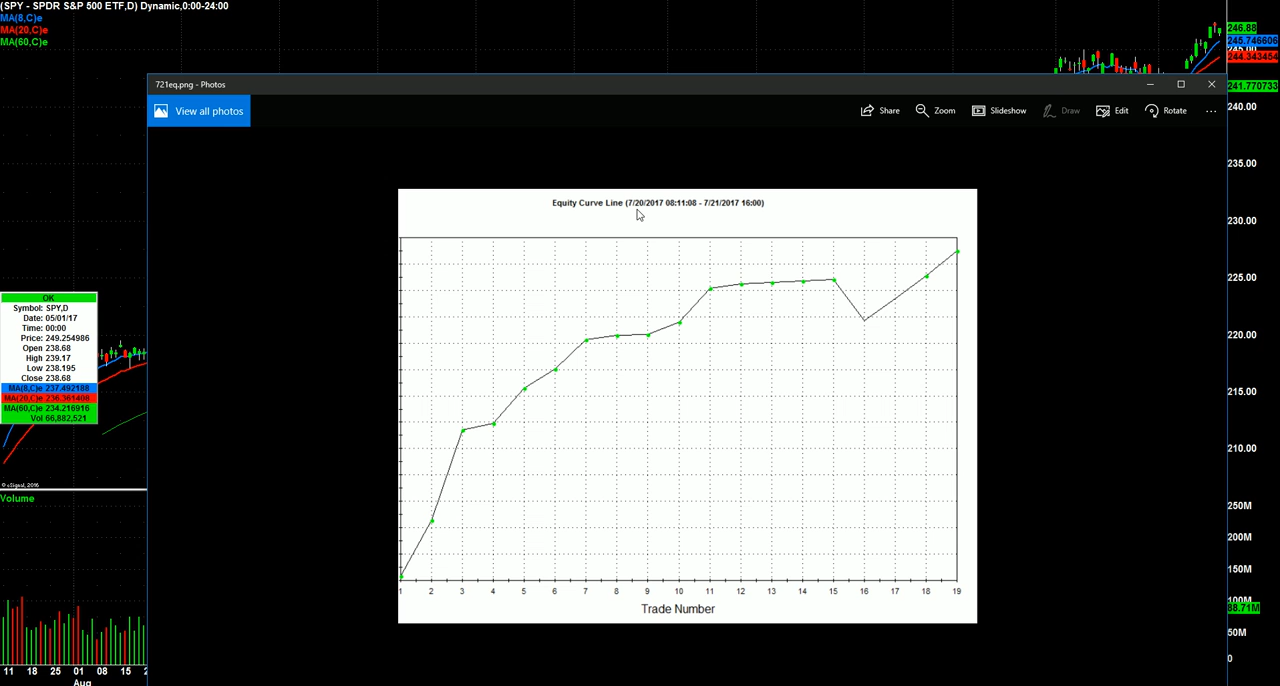 (SPY - SPDR S&P 500 ETF,D) Dynamic,0:00-24:00
MA(8,C)e
MA(20,C)e
MA(60,C)e
246.88
245.746606
245.00
244.343454
241.770733
240.00
235.00
230.00
225.00
220.00
215.00
210.00
721eq.png - Photos
View all photos
Share
Zoom
Slideshow
Draw
Edit
Rotate
Equity Curve Line (7/20/2017 08:11:08 - 7/21/2017 16:00)
1 2 3 4 5 6 7 8 9 10 11 12 13 14 15 16 17 18 19
Trade Number
OK
Symbol: SPY,D
Date: 05/01/17
Time: 00:00
Price: 249.254986
Open 238.68
High 239.17
Low 238.195
Close 238.68
MA(8,C)e 237.492188
MA(20,C)e 236.361408
MA(60,C)e 234.216916
Vol 66,882,521
© eSignal, 2016
Volume
250M
200M
150M
100M
88.71M
50M
0
11 18 25 01 08 15
Aug